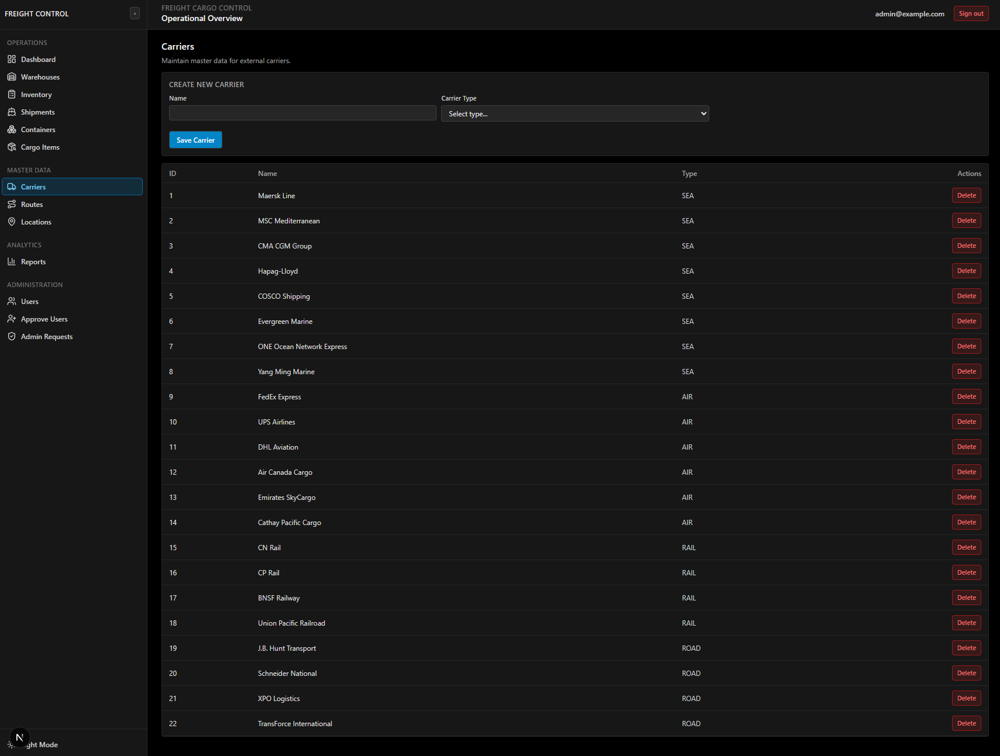 FREIGHT CONTROL
‹
FREIGHT CARGO CONTROL
Operational Overview
admin@example.com
Sign out
OPERATIONS
Dashboard
Warehouses
Inventory
Shipments
Containers
Cargo Items
MASTER DATA
Carriers
Routes
Locations
ANALYTICS
Reports
ADMINISTRATION
Users
Approve Users
Admin Requests
N
ght Mode
Carriers
Maintain master data for external carriers.
CREATE NEW CARRIER
Name Carrier Type
Select type...
Save Carrier
ID Name Type Actions
1 Maersk Line SEA Delete
2 MSC Mediterranean SEA Delete
3 CMA CGM Group SEA Delete
4 Hapag-Lloyd SEA Delete
5 COSCO Shipping SEA Delete
6 Evergreen Marine SEA Delete
7 ONE Ocean Network Express SEA Delete
8 Yang Ming Marine SEA Delete
9 FedEx Express AIR Delete
10 UPS Airlines AIR Delete
11 DHL Aviation AIR Delete
12 Air Canada Cargo AIR Delete
13 Emirates SkyCargo AIR Delete
14 Cathay Pacific Cargo AIR Delete
15 CN Rail RAIL Delete
16 CP Rail RAIL Delete
17 BNSF Railway RAIL Delete
18 Union Pacific Railroad RAIL Delete
19 J.B. Hunt Transport ROAD Delete
20 Schneider National ROAD Delete
21 XPO Logistics ROAD Delete
22 TransForce International ROAD Delete